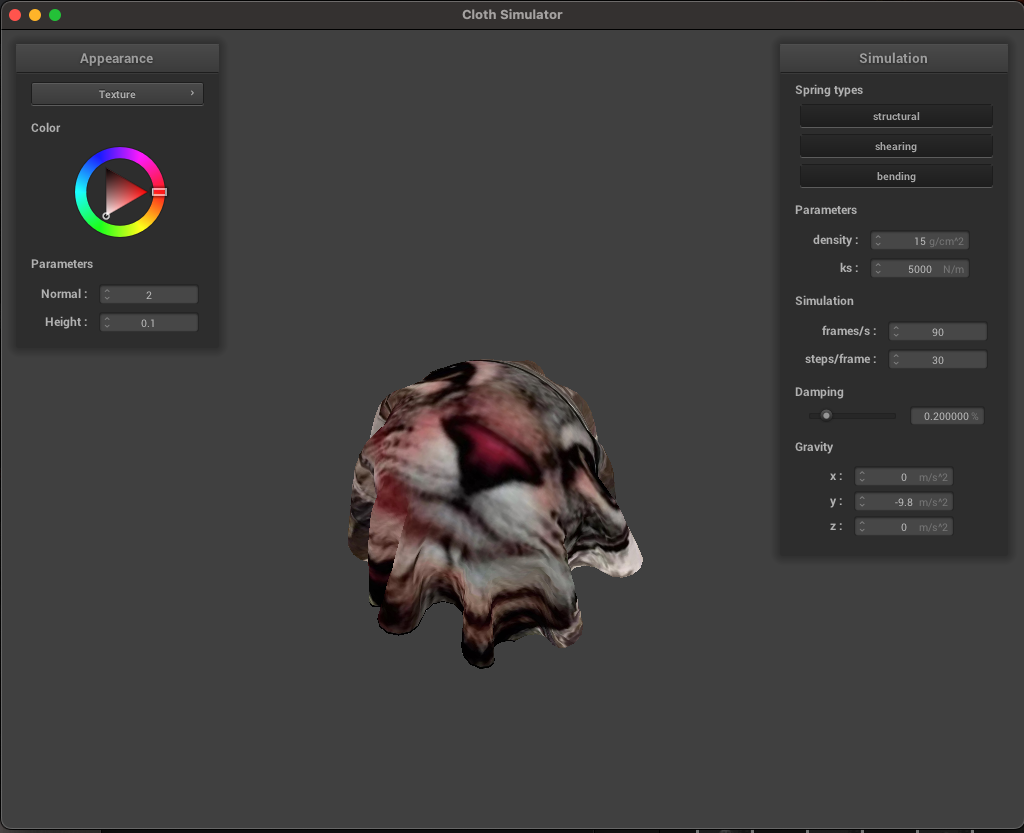 Cloth Simulator
Appearance
Texture
Color
Parameters
Normal : 2
Height : 0.1
Simulation
Spring types
structural
shearing
bending
Parameters
density : 15 g/cm^2
ks : 5000 N/m
Simulation
frames/s : 90
steps/frame : 30
Damping
0.200000 %
Gravity
x : 0 m/s^2
y : -9.8 m/s^2
z : 0 m/s^2